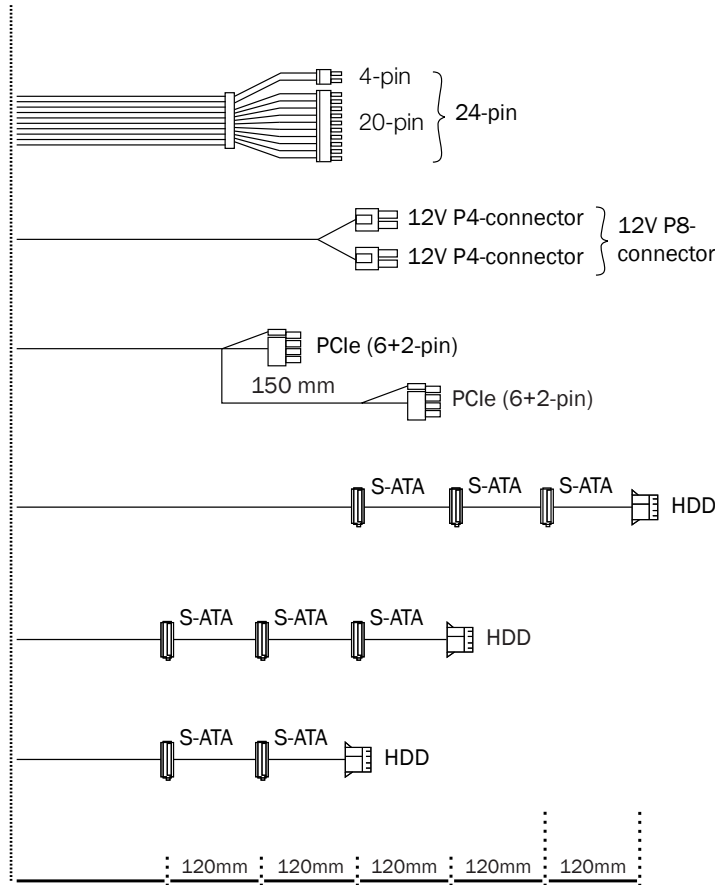 4-pin
20-pin
24-pin
12V P4-connector
12V P4-connector
12V P8-
connector
PCIe (6+2-pin)
150 mm
PCIe (6+2-pin)
S-ATA S-ATA S-ATA
HDD
S-ATA S-ATA S-ATA
HDD
S-ATA S-ATA
HDD
120mm 120mm 120mm 120mm 120mm